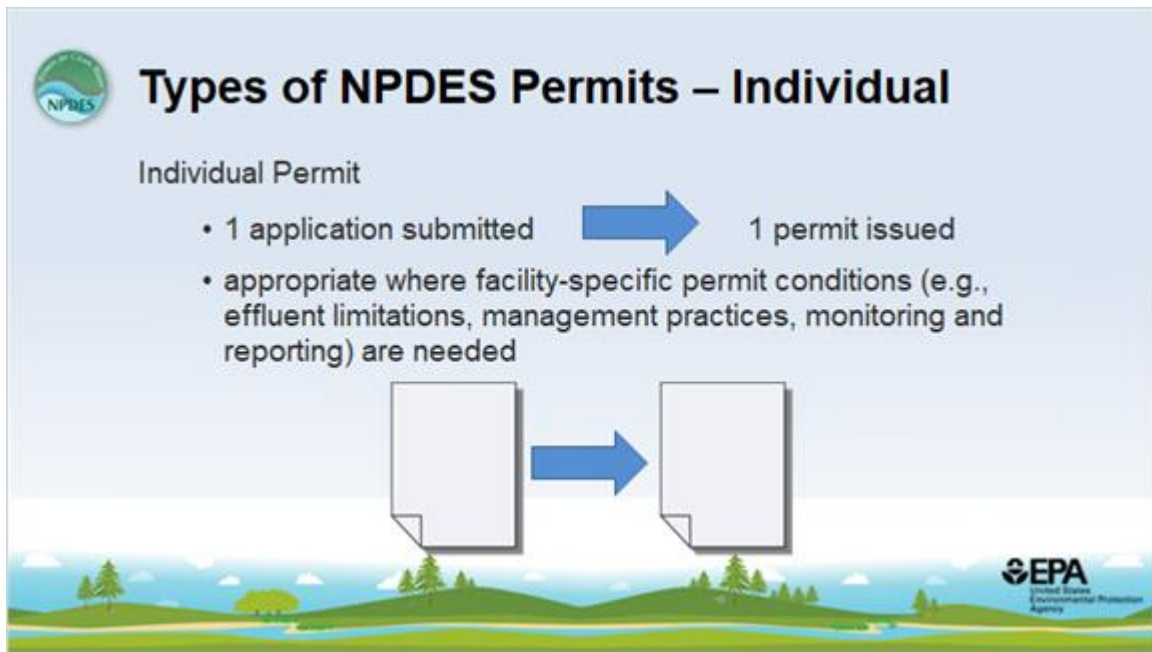 NPDES
Types of NPDES Permits – Individual
Individual Permit
• 1 application submitted 1 permit issued
• appropriate where facility-specific permit conditions (e.g.,
effluent limitations, management practices, monitoring and
reporting) are needed
EPA
United States
Environmental Protection
Agency